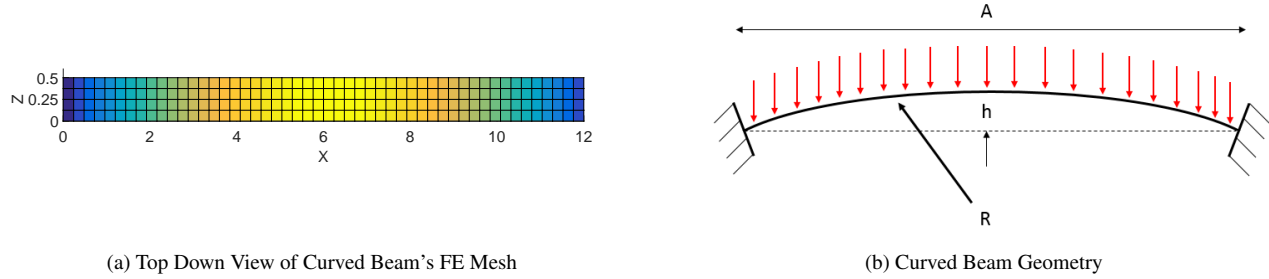 0.5
0.25
0
Z
0 2 4 6 8 10 12
X
A
h
R
(a) Top Down View of Curved Beam's FE Mesh
(b) Curved Beam Geometry